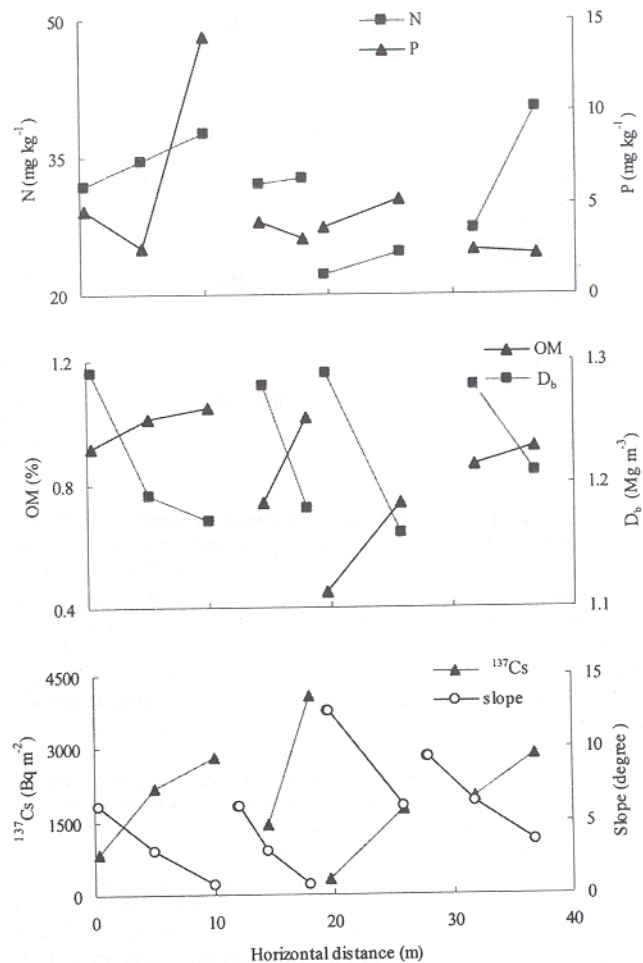 50
35
20
N (mg kg-1)
N
P
15
10
5
0
P (mg kg-1)
1.2
0.8
0.4
OM (%)
OM
Db
1.3
1.2
1.1
Db (Mg m-3)
4500
3000
1500
0
137Cs (Bq m-2)
137Cs
slope
15
10
5
0
Slope (degree)
0 10 20 30 40
Horizontal distance (m)